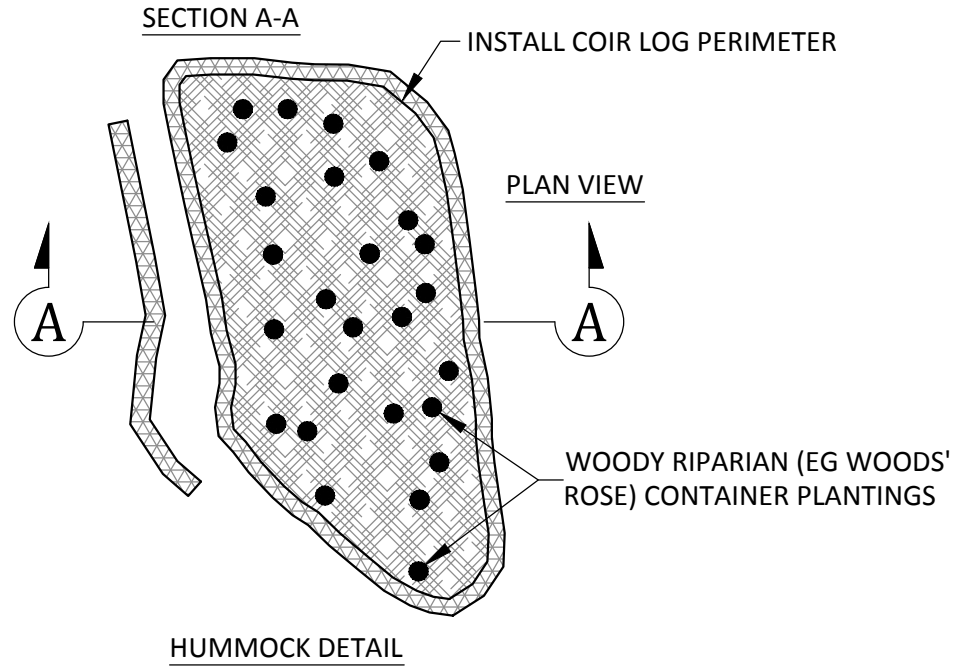 SECTION A-A
INSTALL COIR LOG PERIMETER
PLAN VIEW
A
A
WOODY RIPARIAN (EG WOODS'
ROSE) CONTAINER PLANTINGS
HUMMOCK DETAIL